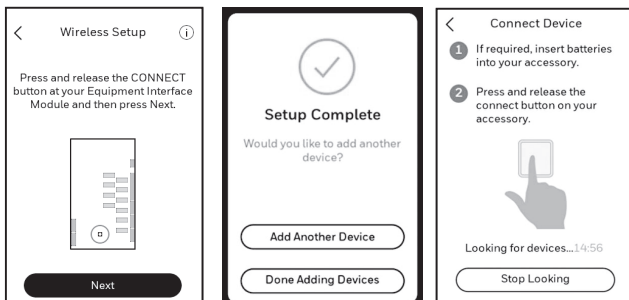 Wireless Setup
i
Press and release the CONNECT
button at your Equipment Interface
Module and then press Next.
Next
Setup Complete
Would you like to add another
device?
Add Another Device
Done Adding Devices
Connect Device
1 If required, insert batteries
into your accessory.
2 Press and release the
connect button on your
accessory.
Looking for devices...14:56
Stop Looking